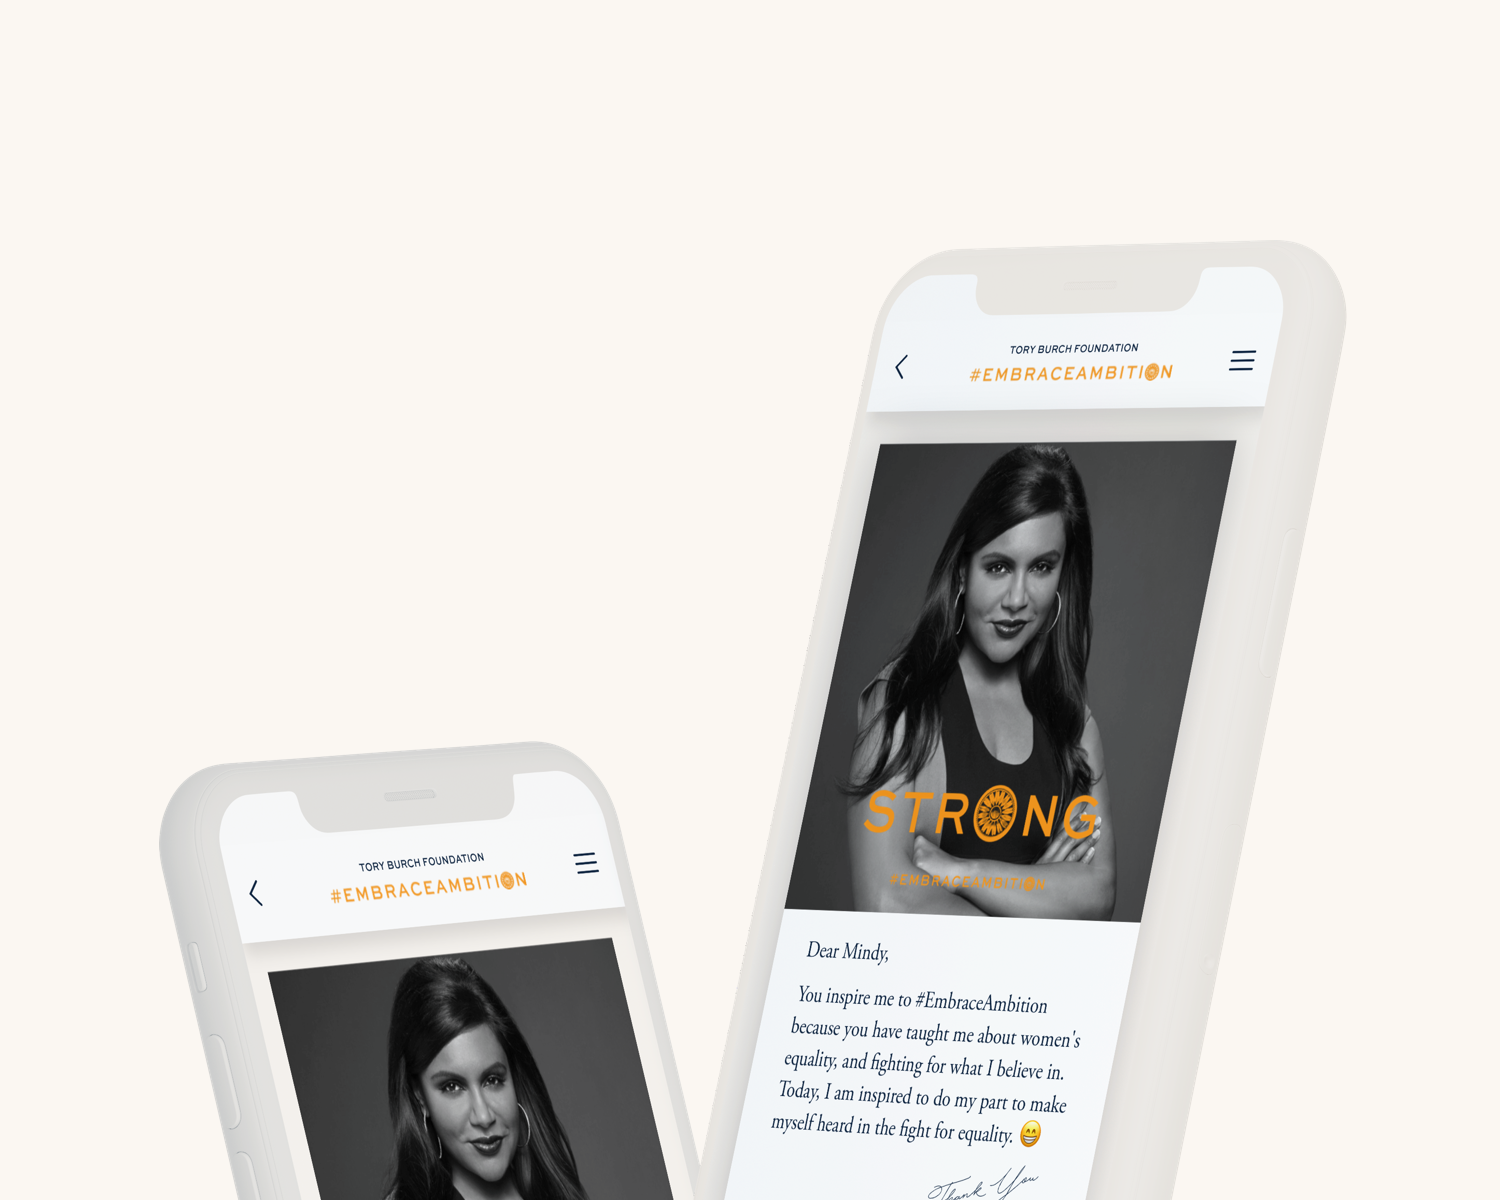 TORY BURCH FOUNDATION
#EMBRACEAMBITION
STRONG
#EMBRACEAMBITION
Dear Mindy,
You inspire me to #EmbraceAmbition
because you have taught me about women's
equality, and fighting for what I believe in.
Today, I am inspired to do my part to make
myself heard in the fight for equality. 😁
Thank You
TORY BURCH FOUNDATION
#EMBRACEAMBITION